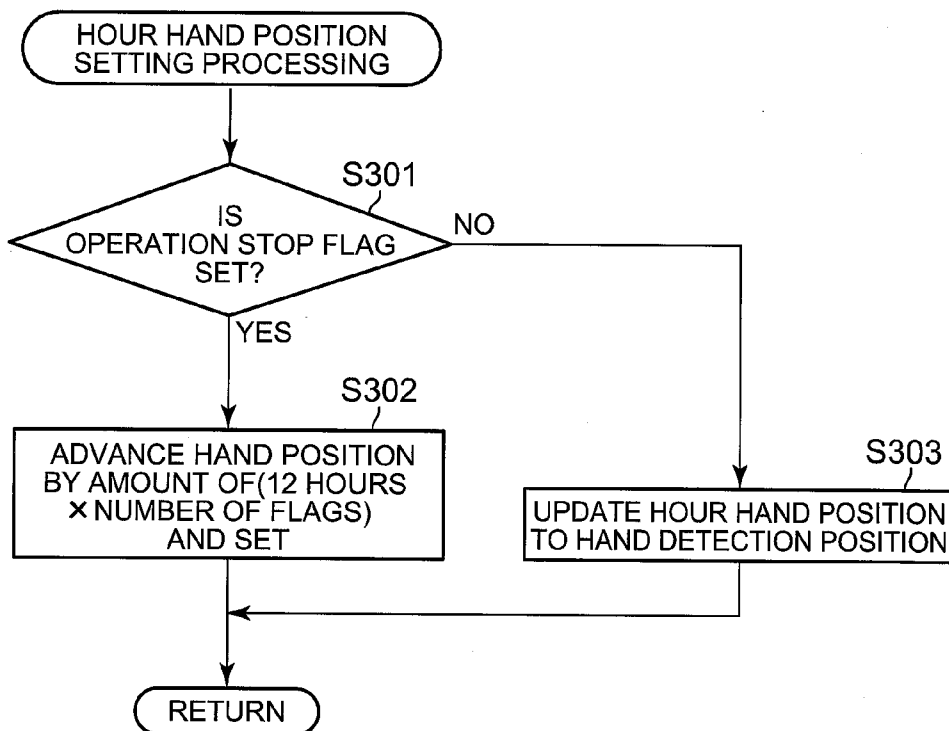 HOUR HAND POSITION
SETTING PROCESSING
S301
IS
OPERATION STOP FLAG
SET?
NO
YES
S302
ADVANCE HAND POSITION
BY AMOUNT OF(12 HOURS
× NUMBER OF FLAGS)
AND SET
S303
UPDATE HOUR HAND POSITION
TO HAND DETECTION POSITION
RETURN